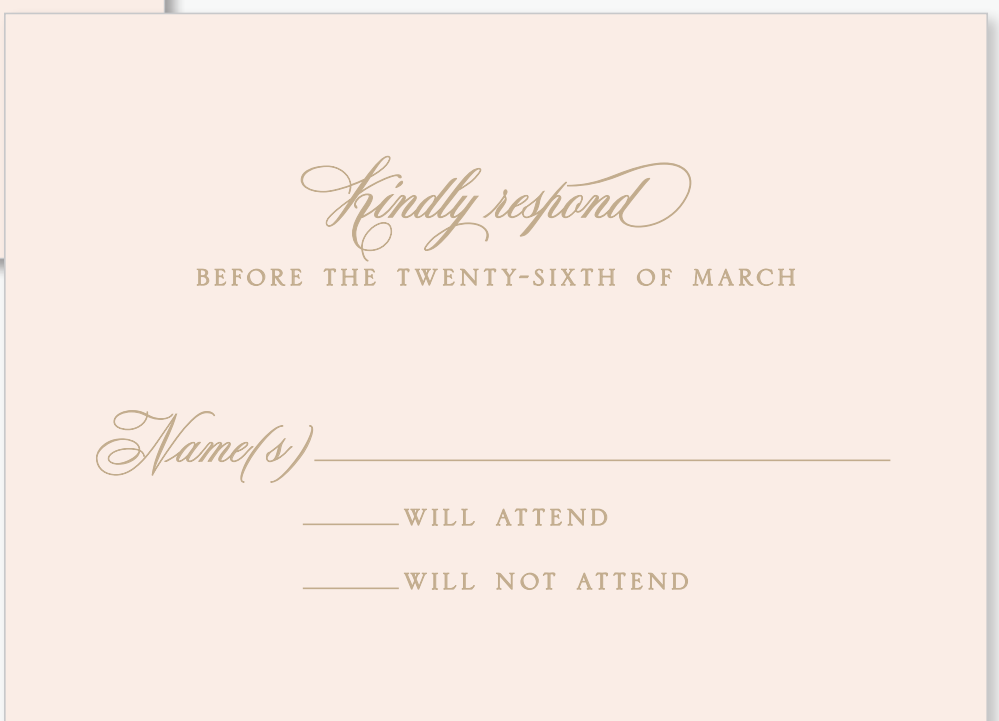 Kindly respond
BEFORE THE TWENTY-SIXTH OF MARCH
Name(s)
WILL ATTEND
WILL NOT ATTEND